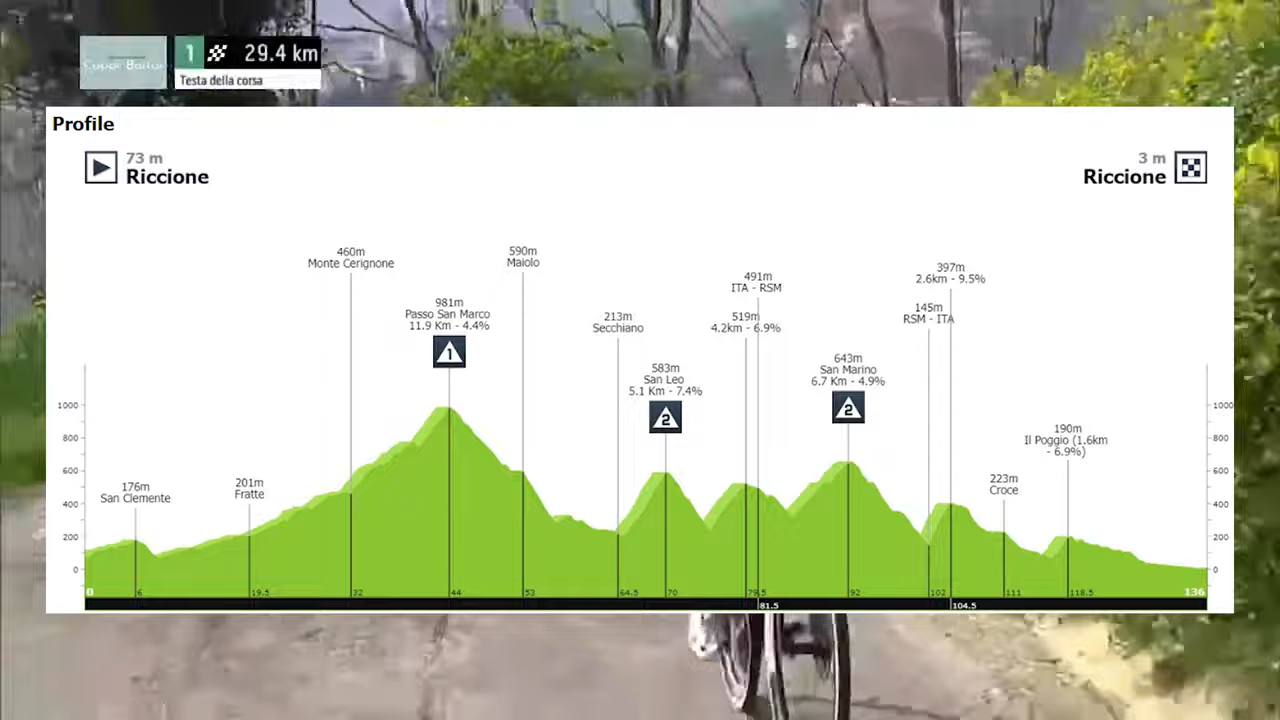 1 29.4 km
Testa della corsa
Profile
73 m
Riccione
3 m
Riccione
460m
Monte Cerignone
590m
Maiolo
491m
ITA - RSM
397m
2.6km - 9.5%
981m
Passo San Marco
11.9 Km - 4.4%
1
213m
Secchiano
519m
4.2km - 6.9%
145m
RSM - ITA
583m
San Leo
5.1 Km - 7.4%
2
643m
San Marino
6.7 Km - 4.9%
2
190m
Il Poggio (1.6km
- 6.9%)
176m
San Clemente
201m
Fratte
223m
Croce
1000
800
600
400
200
0
1000
800
600
400
200
0
0 6 19.5 32 44 53 64.5 70 79.5 92 102 111 118.5 136
81.5 104.5